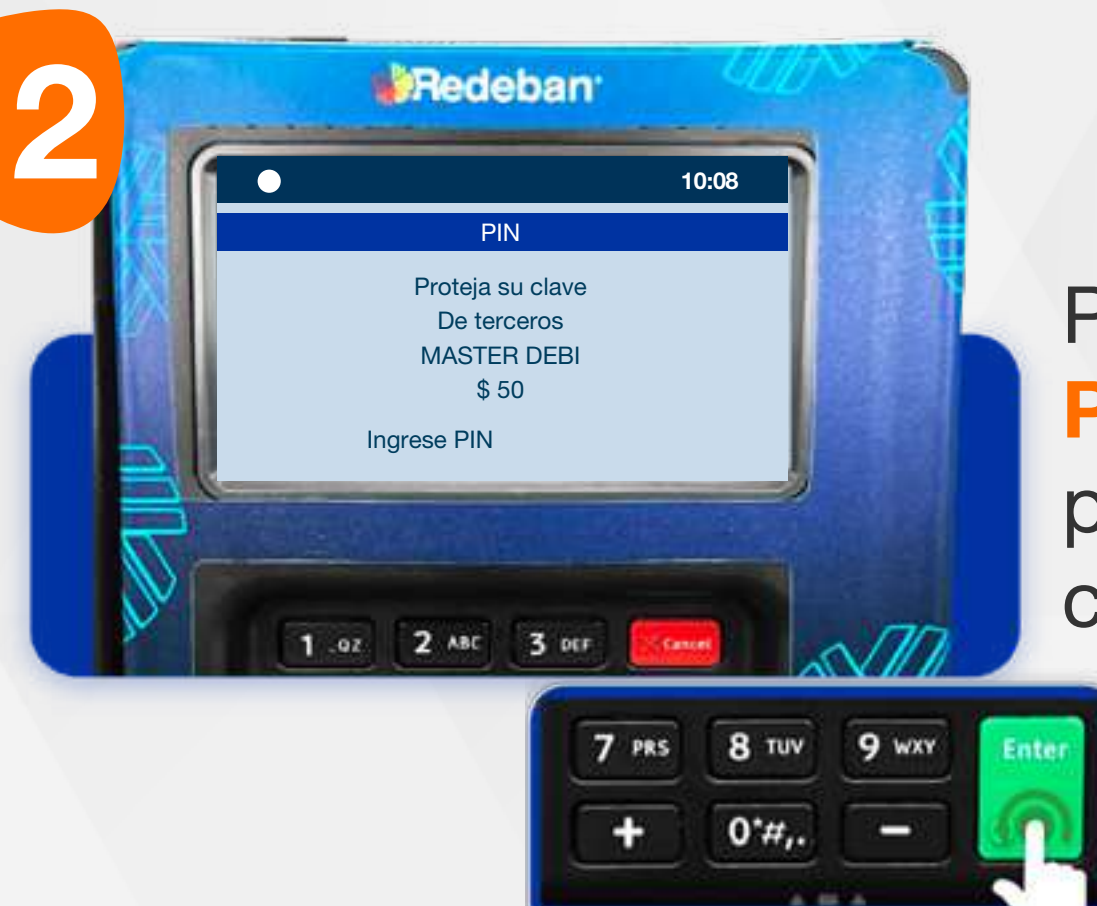 2
Redeban
10:08
PIN
Proteja su clave
De terceros
MASTER DEBI
$ 50
Ingrese PIN
1 .QZ 2 ABC 3 DEF Cancel
7 PRS 8 TUV 9 WXY Enter
+ 0*#,. -